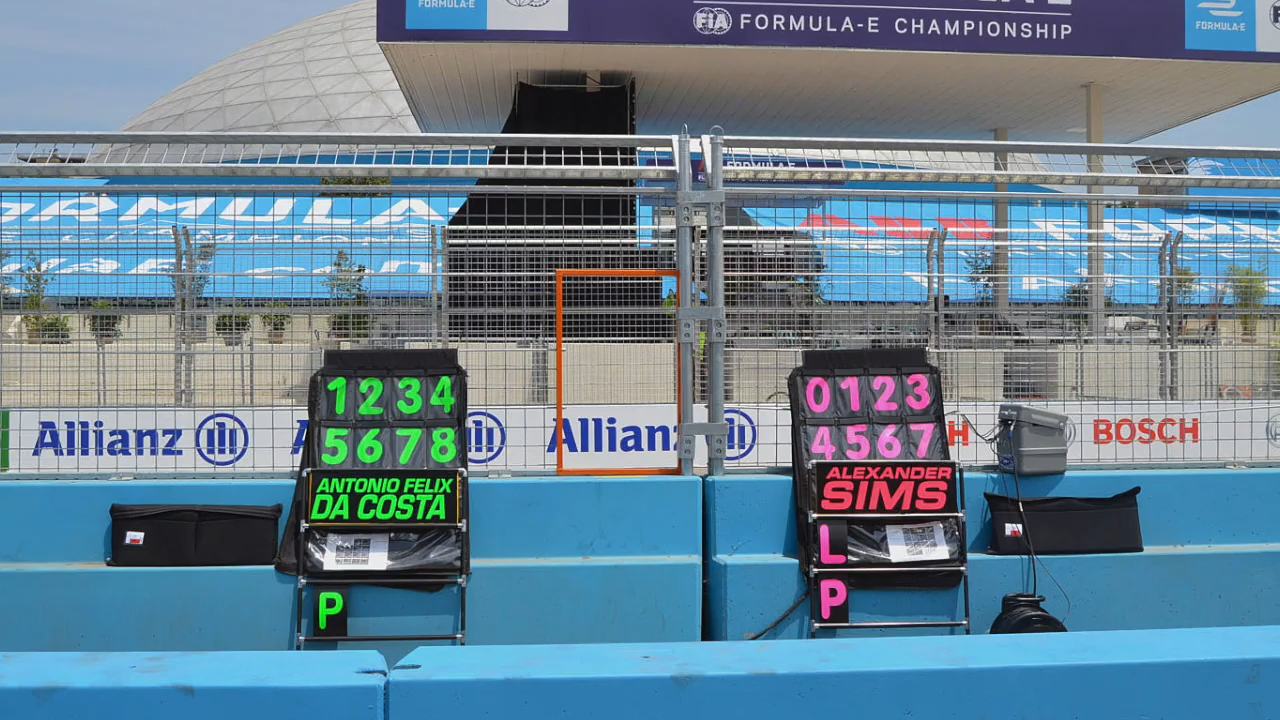 FORMULA-E
FIA FORMULA-E CHAMPIONSHIP
FORMULA-E
FORMULA-E
FORMULA
1234
5678
ANTONIO FELIX
DA COSTA
P
0123
4567
ALEXANDER
SIMS
L
P
Allianz
Allianz
BOSCH